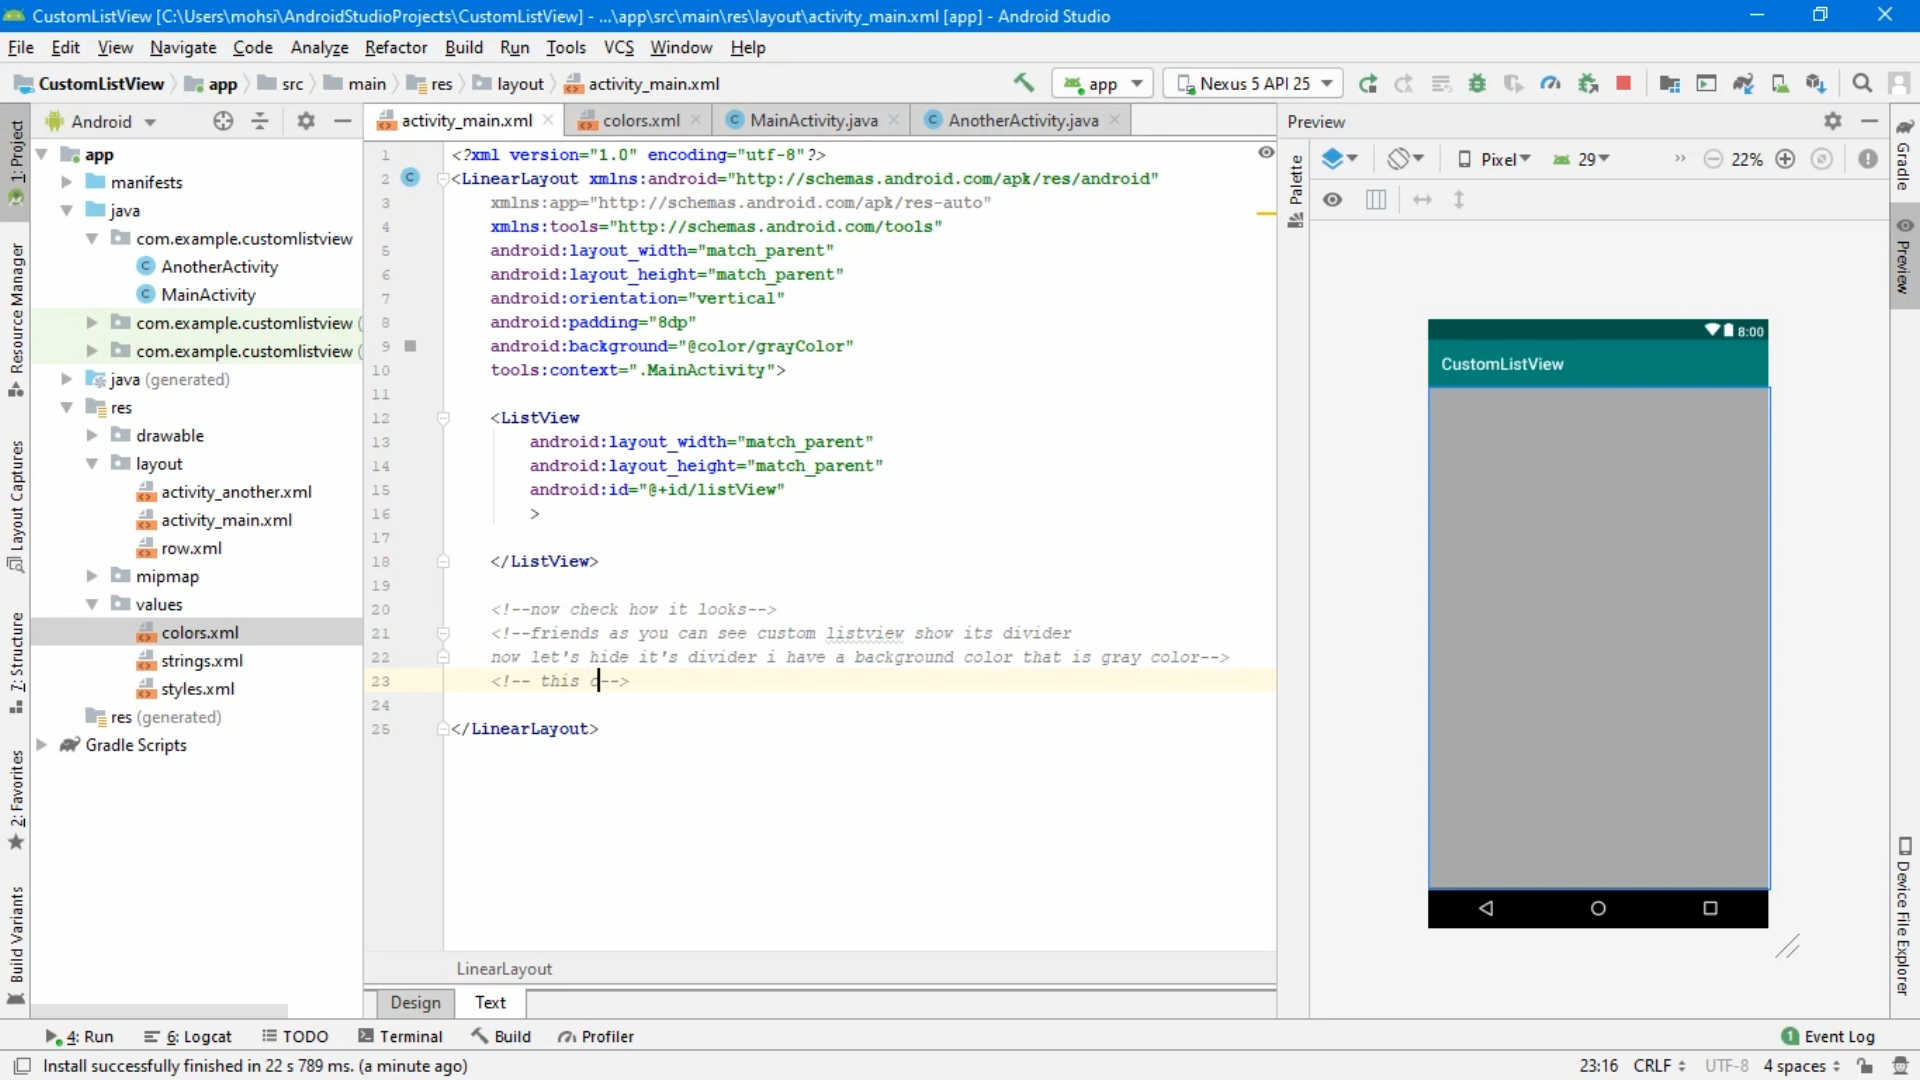 CustomListView [C:\Users\mohsi\AndroidStudioProjects\CustomListView] - ...\app\src\main\res\layout\activity_main.xml [app] - Android Studio
File Edit View Navigate Code Analyze Refactor Build Run Tools VCS Window Help
CustomListView app src main res layout activity_main.xml app Nexus 5 API 25
Android activity_main.xml colors.xml MainActivity.java AnotherActivity.java Preview
1: Project
Resource Manager
Layout Captures
7: Structure
2: Favorites
Build Variants
app
manifests
java
com.example.customlistview
AnotherActivity
MainActivity
com.example.customlistview (
com.example.customlistview (
java (generated)
res
drawable
layout
activity_another.xml
activity_main.xml
row.xml
mipmap
values
colors.xml
strings.xml
styles.xml
res (generated)
Gradle Scripts
1 <?xml version="1.0" encoding="utf-8"?>
2 <LinearLayout xmlns:android="http://schemas.android.com/apk/res/android"
3 xmlns:app="http://schemas.android.com/apk/res-auto"
4 xmlns:tools="http://schemas.android.com/tools"
5 android:layout_width="match_parent"
6 android:layout_height="match_parent"
7 android:orientation="vertical"
8 android:padding="8dp"
9 android:background="@color/grayColor"
10 tools:context=".MainActivity">
11
12 <ListView
13 android:layout_width="match_parent"
14 android:layout_height="match_parent"
15 android:id="@+id/listView"
16 >
17
18 </ListView>
19
20 <!--now check how it looks-->
21 <!--friends as you can see custom listview show its divider
22 now let's hide it's divider i have a background color that is gray color-->
23 <!-- this c-->
24
25 </LinearLayout>
LinearLayout
Design Text
Palette
Pixel 29 » 22%
8:00
CustomListView
Gradle
Preview
Device File Explorer
4: Run 6: Logcat TODO Terminal Build Profiler 1 Event Log
Install successfully finished in 22 s 789 ms. (a minute ago) 23:16 CRLF UTF-8 4 spaces